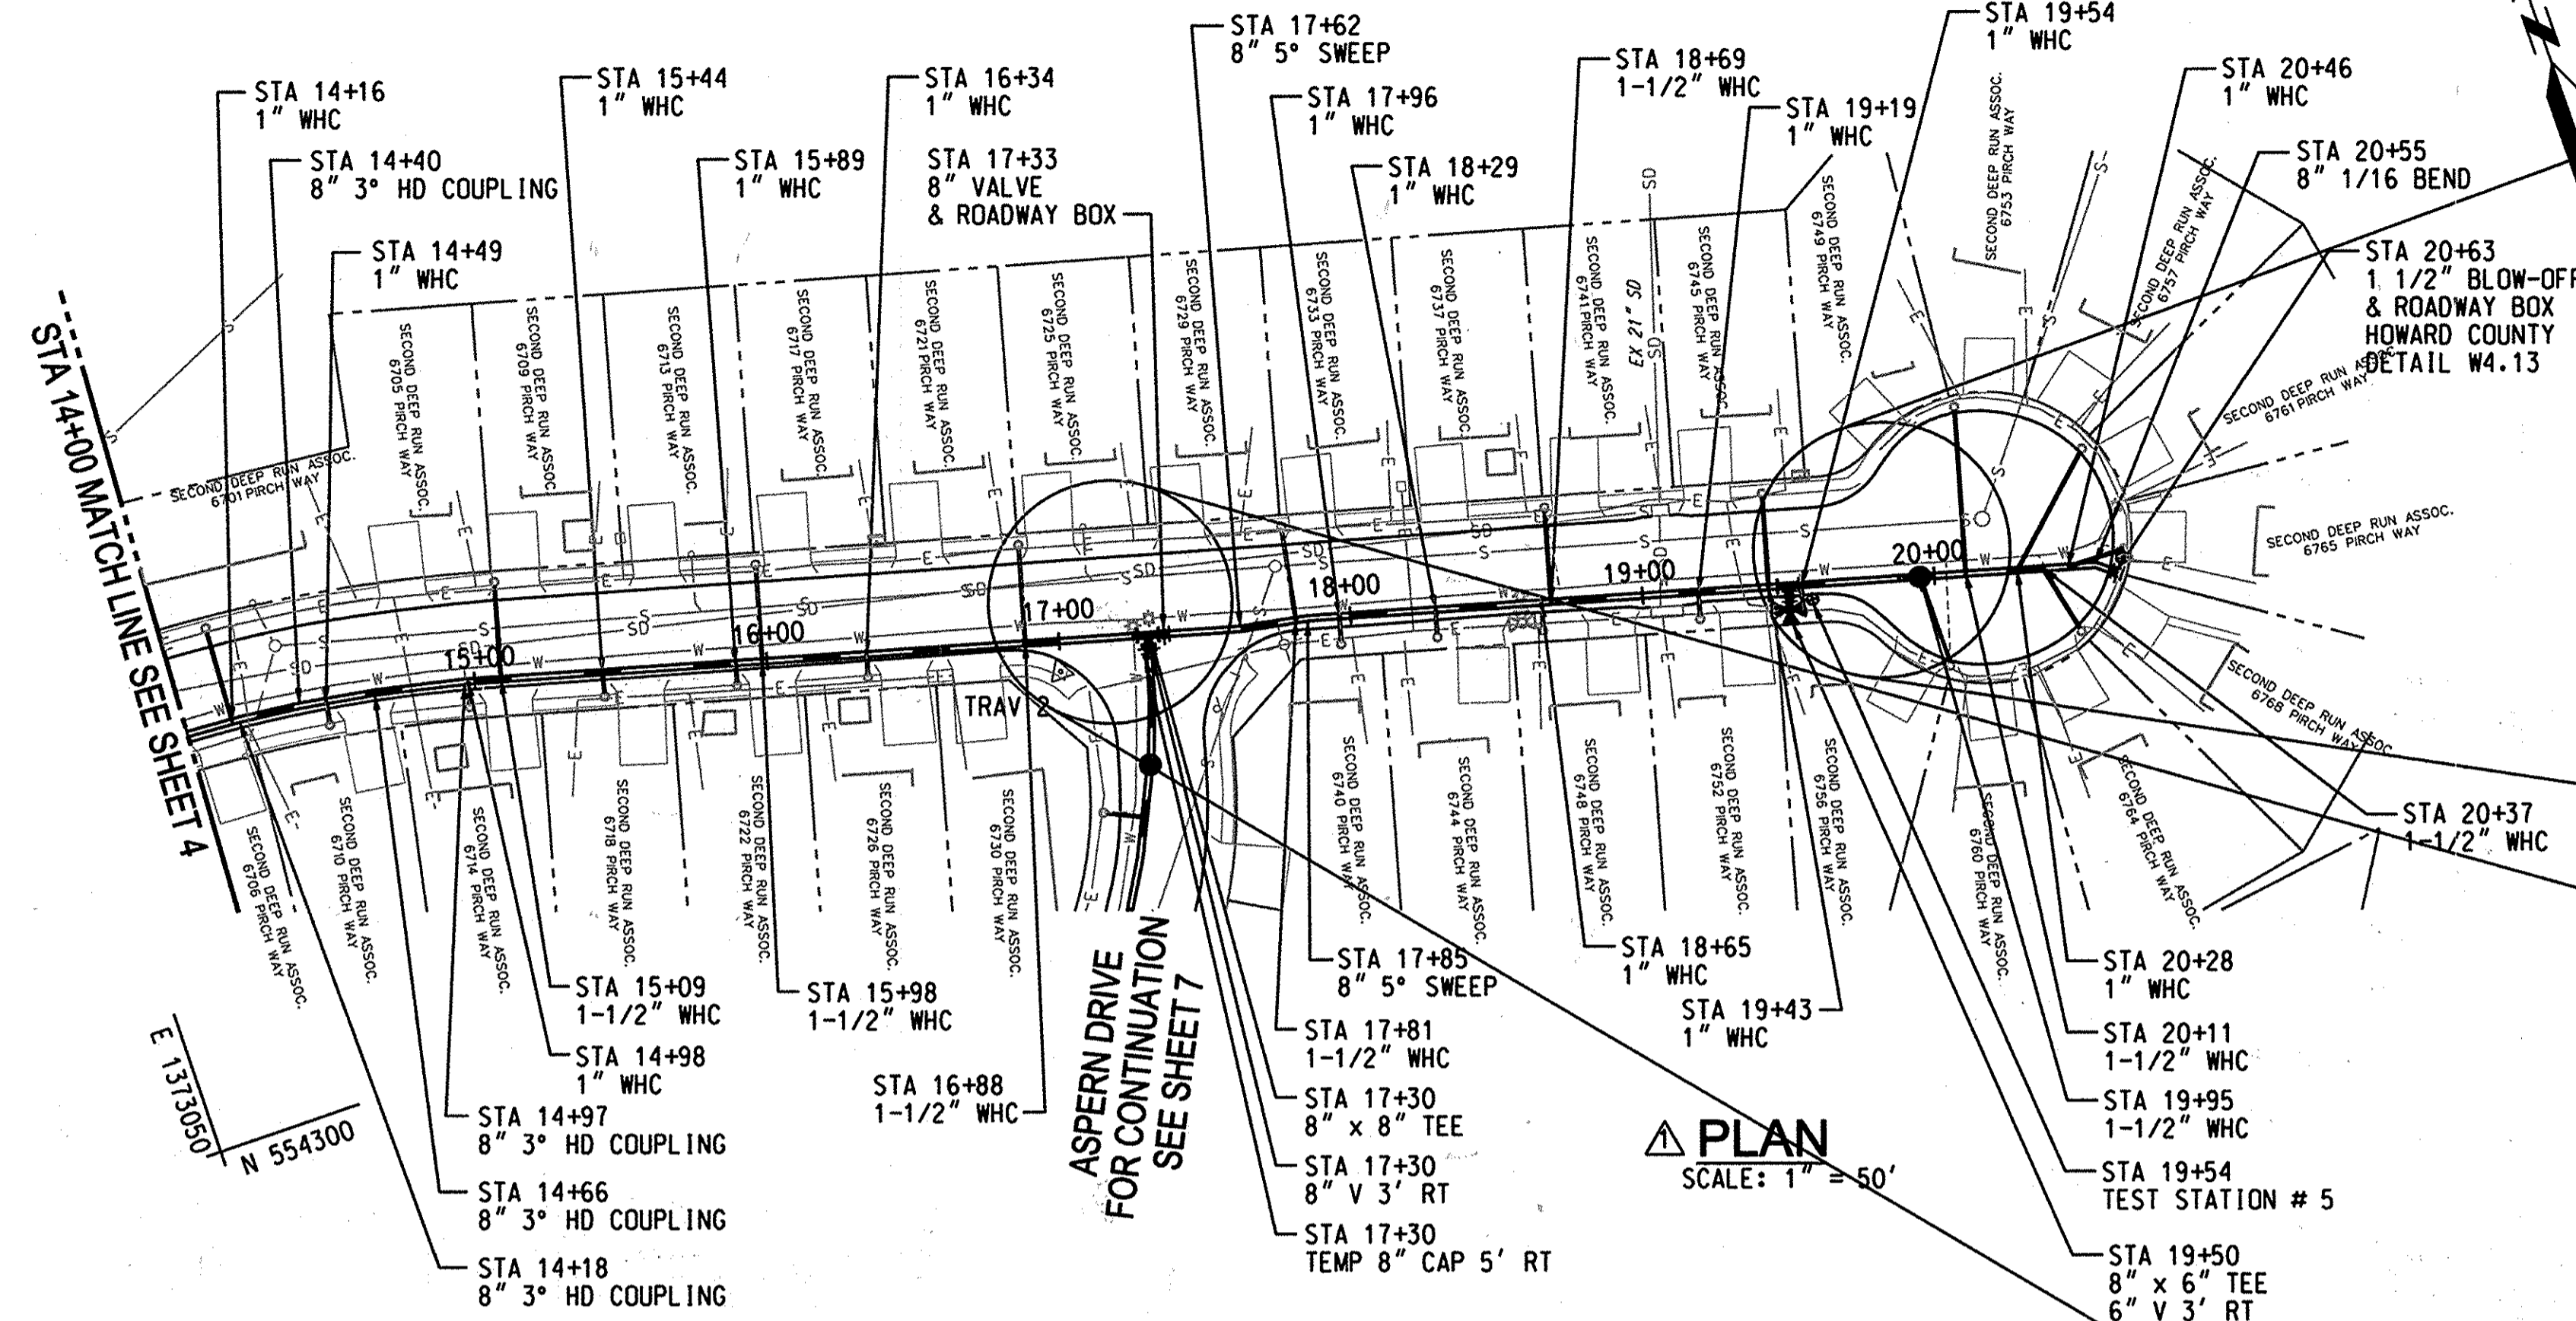 STA 14+16
1" WHC
STA 14+40
8" 3° HD COUPLING
STA 14+49
1" WHC
STA 15+44
1" WHC
STA 15+89
1" WHC
STA 16+34
1" WHC
STA 17+33
8" VALVE
& ROADWAY BOX
STA 17+62
8" 5° SWEEP
STA 17+96
1" WHC
STA 18+29
1" WHC
STA 18+69
1-1/2" WHC
STA 19+19
1" WHC
STA 19+54
1" WHC
STA 20+46
1" WHC
STA 20+55
8" 1/16 BEND
STA 20+63
1 1/2" BLOW-OFF
& ROADWAY BOX
HOWARD COUNTY
DETAIL W4.13
STA 14+00 MATCH LINE SEE SHEET 4
SECOND DEEP RUN ASSOC.
6701 PIRCH WAY
SECOND DEEP RUN ASSOC.
6705 PIRCH WAY
SECOND DEEP RUN ASSOC.
6709 PIRCH WAY
SECOND DEEP RUN ASSOC.
6713 PIRCH WAY
SECOND DEEP RUN ASSOC.
6717 PIRCH WAY
SECOND DEEP RUN ASSOC.
6721 PIRCH WAY
SECOND DEEP RUN ASSOC.
6725 PIRCH WAY
SECOND DEEP RUN ASSOC.
6729 PIRCH WAY
SECOND DEEP RUN ASSOC.
6733 PIRCH WAY
SECOND DEEP RUN ASSOC.
6737 PIRCH WAY
SECOND DEEP RUN ASSOC.
6741 PIRCH WAY
EX 21" SD
SECOND DEEP RUN ASSOC.
6745 PIRCH WAY
SECOND DEEP RUN ASSOC.
6749 PIRCH WAY
SECOND DEEP RUN ASSOC.
6753 PIRCH WAY
SECOND DEEP RUN ASSOC.
6757 PIRCH WAY
SECOND DEEP RUN ASSOC.
6761 PIRCH WAY
SECOND DEEP RUN ASSOC.
6765 PIRCH WAY
SECOND DEEP RUN ASSOC.
6768 PIRCH WAY
15+00
16+00
17+00
18+00
19+00
20+00
TRAV 2
SECOND DEEP RUN ASSOC.
6706 PIRCH WAY
SECOND DEEP RUN ASSOC.
6710 PIRCH WAY
SECOND DEEP RUN ASSOC.
6714 PIRCH WAY
SECOND DEEP RUN ASSOC.
6718 PIRCH WAY
SECOND DEEP RUN ASSOC.
6722 PIRCH WAY
SECOND DEEP RUN ASSOC.
6726 PIRCH WAY
SECOND DEEP RUN ASSOC.
6730 PIRCH WAY
SECOND DEEP RUN ASSOC.
6740 PIRCH WAY
SECOND DEEP RUN ASSOC.
6744 PIRCH WAY
SECOND DEEP RUN ASSOC.
6748 PIRCH WAY
SECOND DEEP RUN ASSOC.
6752 PIRCH WAY
SECOND DEEP RUN ASSOC.
6756 PIRCH WAY
SECOND DEEP RUN ASSOC.
6760 PIRCH WAY
SECOND DEEP RUN ASSOC.
6764 PIRCH WAY
STA 20+37
1-1/2" WHC
ASPERN DRIVE
FOR CONTINUATION
SEE SHEET 7
STA 15+09
1-1/2" WHC
STA 14+98
1" WHC
STA 14+97
8" 3° HD COUPLING
STA 14+66
8" 3° HD COUPLING
STA 14+18
8" 3° HD COUPLING
E 1373050
N 554300
STA 15+98
1-1/2" WHC
STA 16+88
1-1/2" WHC
STA 17+85
8" 5° SWEEP
STA 17+81
1-1/2" WHC
STA 17+30
8" x 8" TEE
STA 17+30
8" V 3' RT
STA 17+30
TEMP 8" CAP 5' RT
STA 18+65
1" WHC
STA 19+43
1" WHC
1 PLAN
SCALE: 1" = 50'
STA 20+28
1" WHC
STA 20+11
1-1/2" WHC
STA 19+95
1-1/2" WHC
STA 19+54
TEST STATION # 5
STA 19+50
8" x 6" TEE
6" V 3' RT